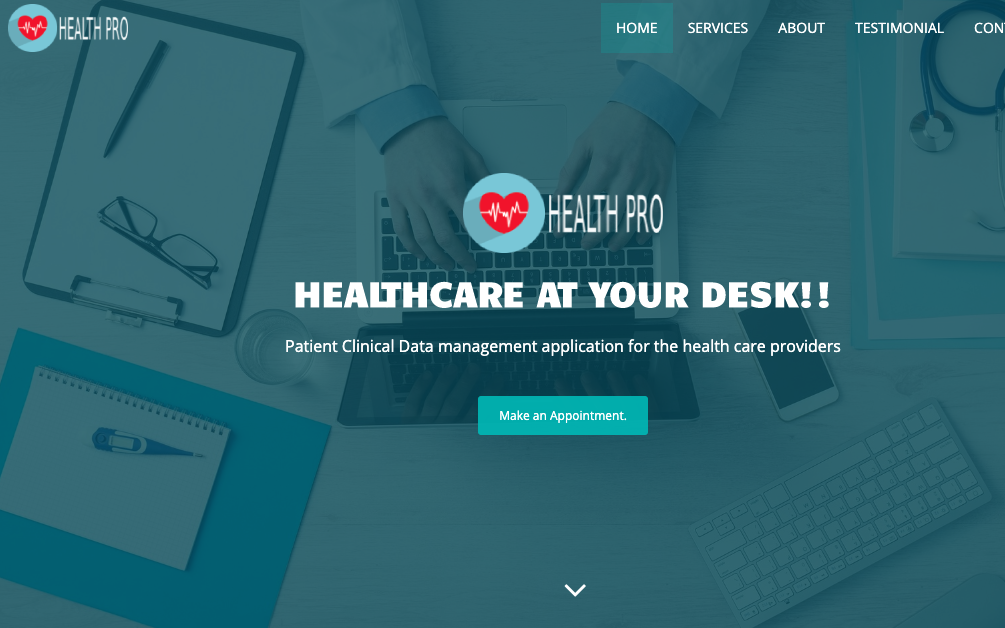 HEALTH PRO
HOME SERVICES ABOUT TESTIMONIAL CON
HEALTH PRO
HEALTHCARE AT YOUR DESK!!
Patient Clinical Data management application for the health care providers
Make an Appointment.